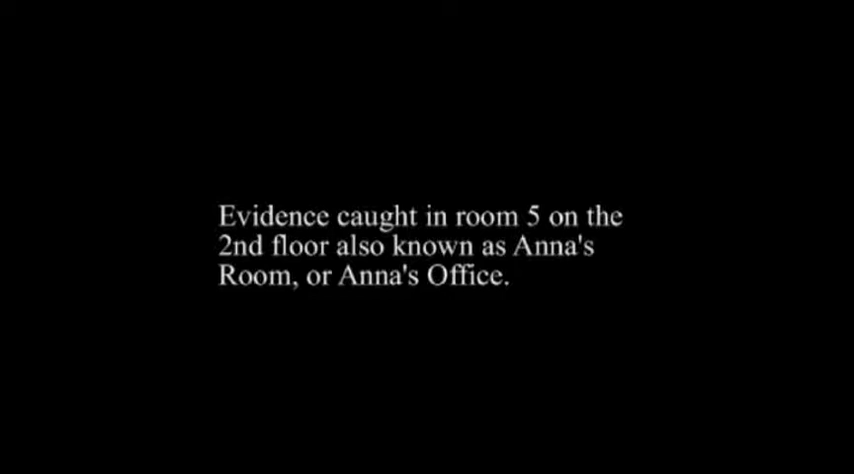 Evidence caught in room 5 on the
2nd floor also known as Anna's
Room, or Anna's Office.